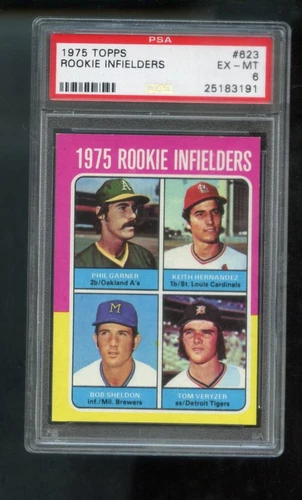 PSA
1975 TOPPS #623
ROOKIE INFIELDERS EX-MT
6
25183191
1975 ROOKIE INFIELDERS
PHIL GARNER
2b/Oakland A's
KEITH HERNANDEZ
1b/St. Louis Cardinals
M
BOB SHELDON
inf./Mil. Brewers
TOM VERYZER
ss/Detroit Tigers